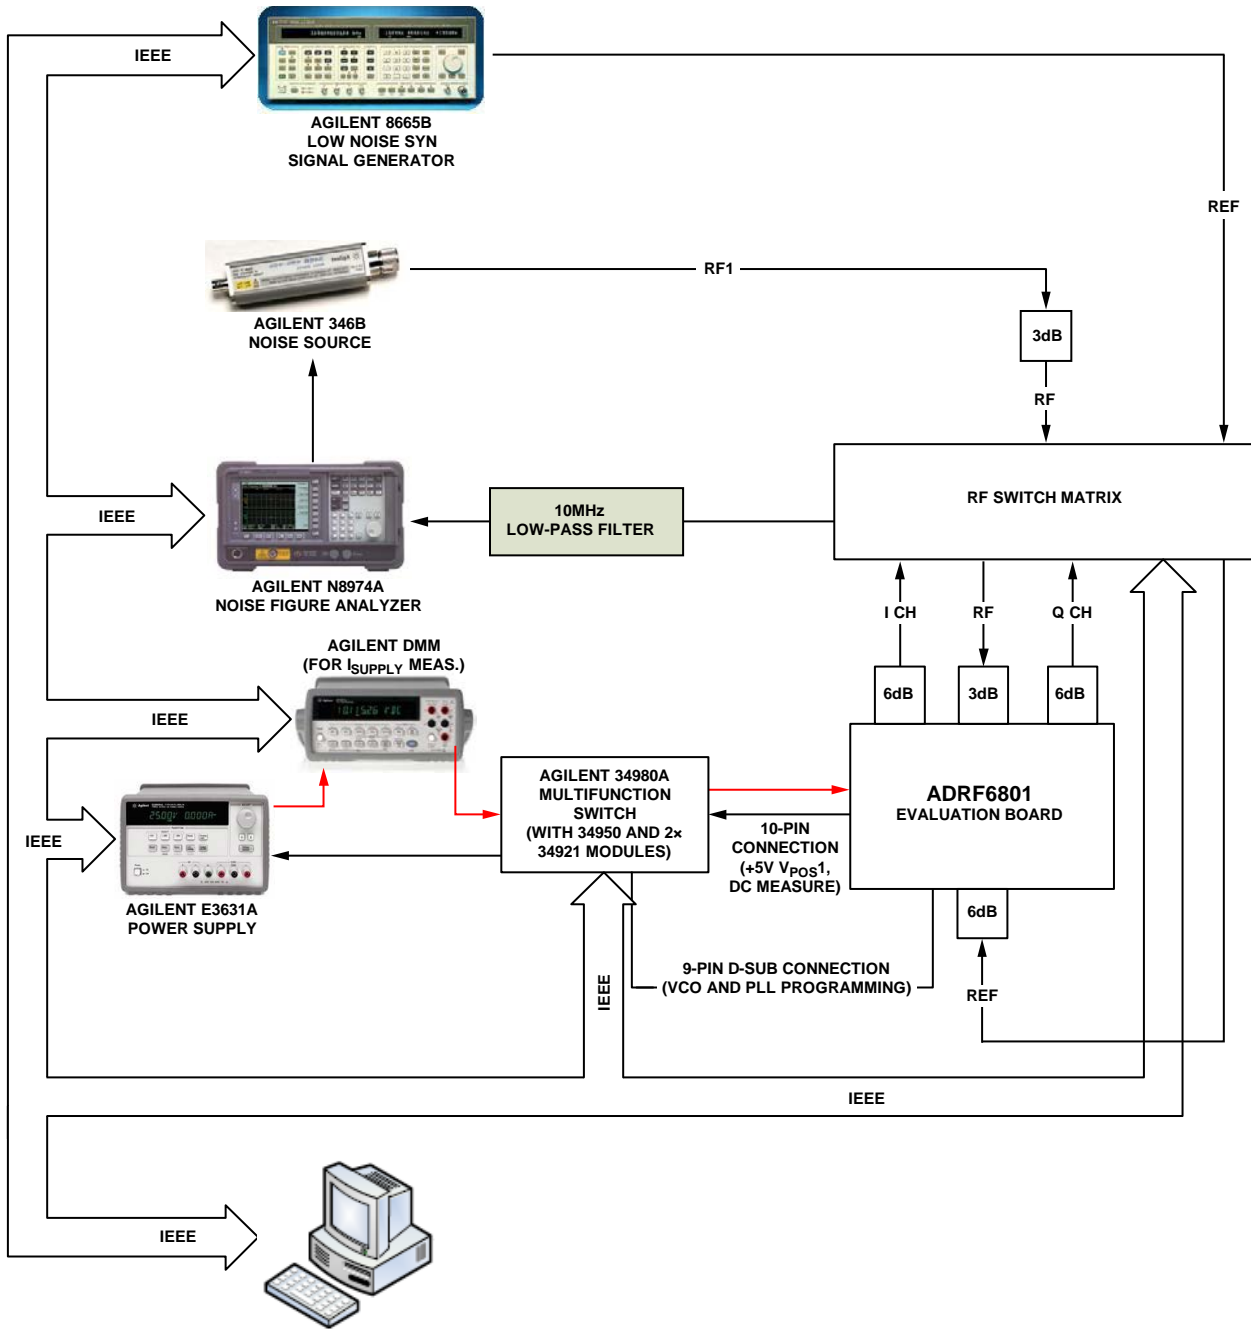 IEEE
AGILENT 8665B
LOW NOISE SYN
SIGNAL GENERATOR
REF
RF1
AGILENT 346B
NOISE SOURCE
3dB
RF
RF SWITCH MATRIX
10MHz
LOW-PASS FILTER
IEEE
AGILENT N8974A
NOISE FIGURE ANALYZER
I CH
RF
Q CH
AGILENT DMM
(FOR ISUPPLY MEAS.)
6dB
3dB
6dB
IEEE
AGILENT 34980A
MULTIFUNCTION
SWITCH
(WITH 34950 AND 2×
34921 MODULES)
ADRF6801
EVALUATION BOARD
10-PIN
CONNECTION
(+5V VPOS1,
DC MEASURE)
IEEE
AGILENT E3631A
POWER SUPPLY
6dB
9-PIN D-SUB CONNECTION
(VCO AND PLL PROGRAMMING)
IEEE
REF
IEEE
IEEE